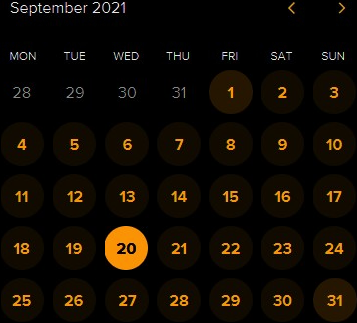 September 2021
MON TUE WED THU FRI SAT SUN
28 29 30 31 1 2 3
4 5 6 7 8 9 10
11 12 13 14 15 16 17
18 19 20 21 22 23 24
25 26 27 28 29 30 31